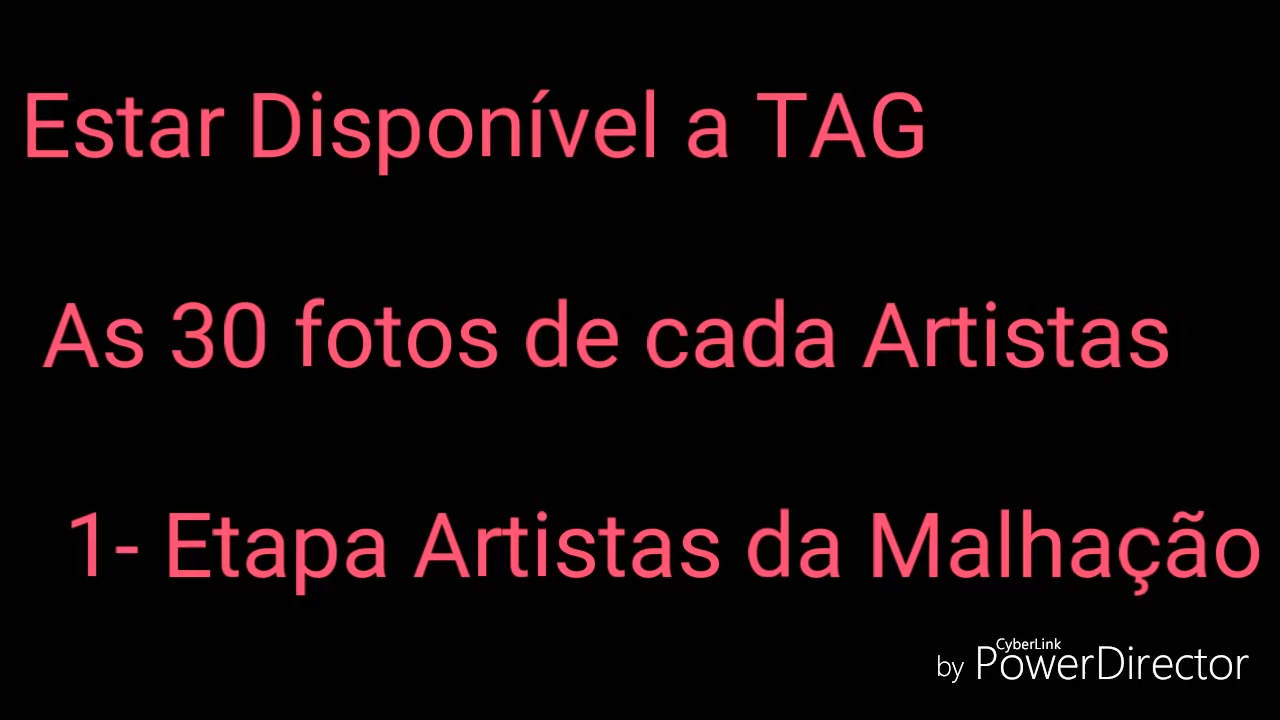 Estar Disponível a TAG
As 30 fotos de cada Artistas
1- Etapa Artistas da Malhação
by CyberLink PowerDirector